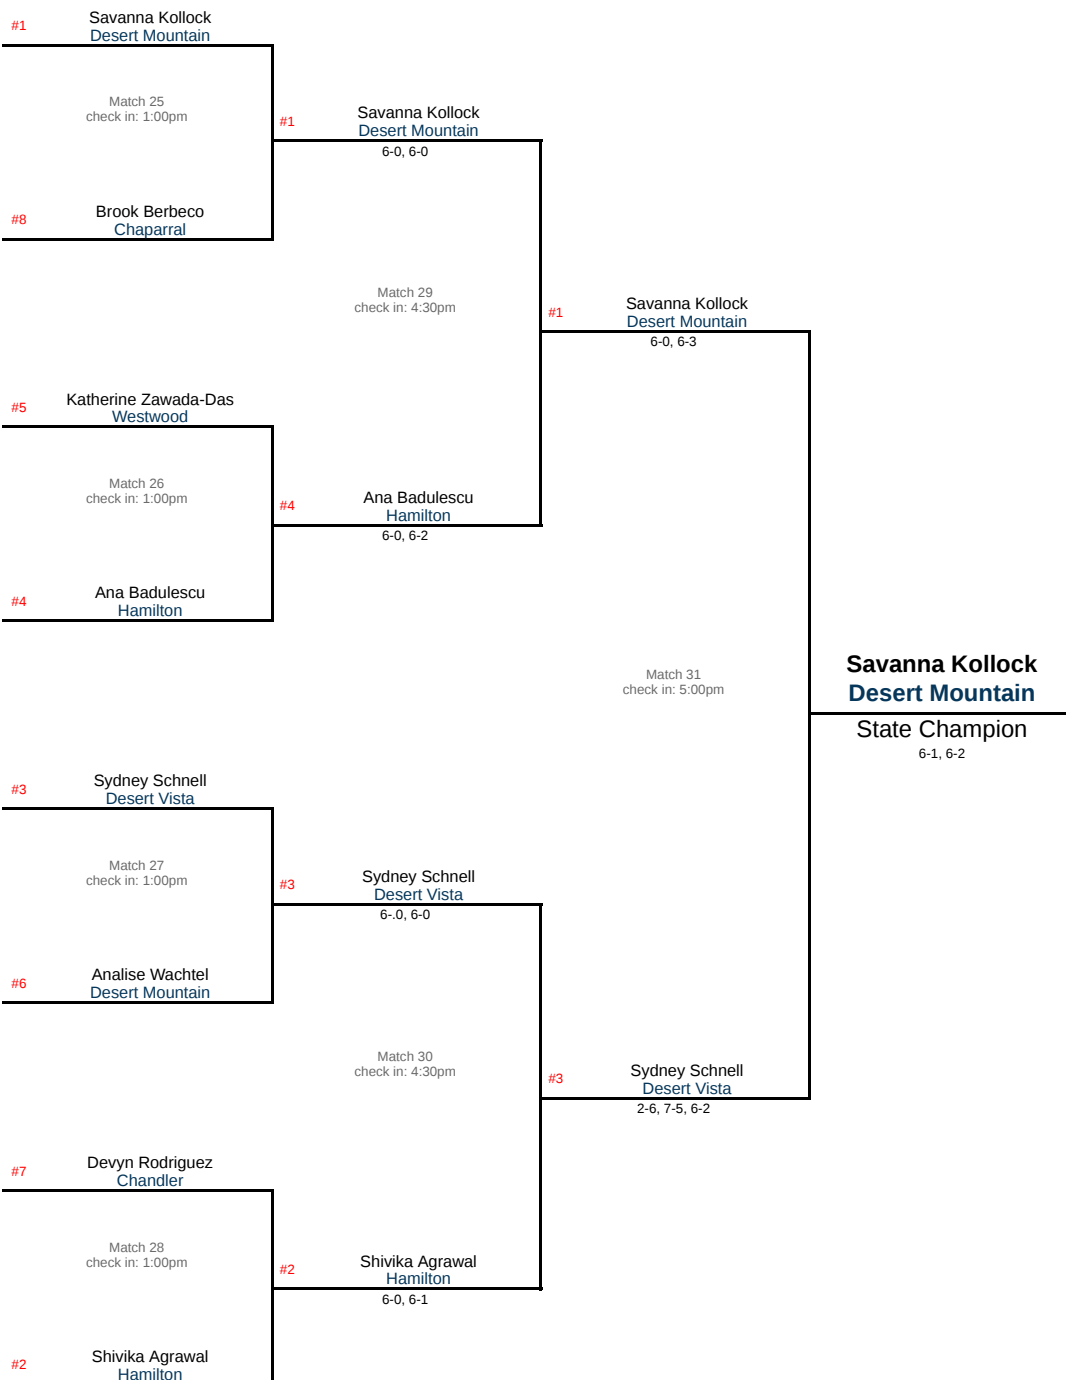 #1
Savanna Kollock
Desert Mountain
Match 25
check in: 1:00pm
#1
Savanna Kollock
Desert Mountain
6-0, 6-0
#8
Brook Berbeco
Chaparral
Match 29
check in: 4:30pm
#1
Savanna Kollock
Desert Mountain
6-0, 6-3
#5
Katherine Zawada-Das
Westwood
Match 26
check in: 1:00pm
#4
Ana Badulescu
Hamilton
6-0, 6-2
#4
Ana Badulescu
Hamilton
Match 31
check in: 5:00pm
Savanna Kollock
Desert Mountain
State Champion
6-1, 6-2
#3
Sydney Schnell
Desert Vista
Match 27
check in: 1:00pm
#3
Sydney Schnell
Desert Vista
6-.0, 6-0
#6
Analise Wachtel
Desert Mountain
Match 30
check in: 4:30pm
#3
Sydney Schnell
Desert Vista
2-6, 7-5, 6-2
#7
Devyn Rodriguez
Chandler
Match 28
check in: 1:00pm
#2
Shivika Agrawal
Hamilton
6-0, 6-1
#2
Shivika Agrawal
Hamilton